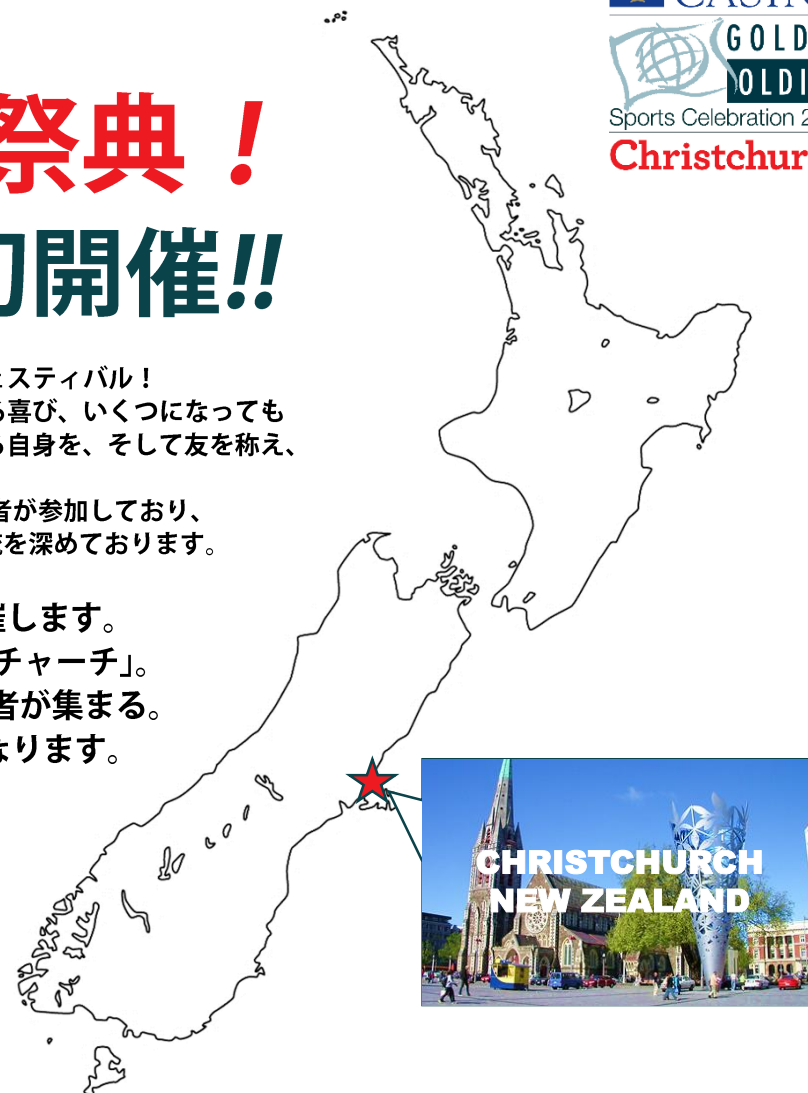 GOLD
OLDI
Sports Celebration 2
Christchur
祭典！
開催!!
スティバル！
喜び、いくつになっても
自身を、そして友を称え、
者が参加しており、
を深めております。
します。
チャーチ」。
者が集まる。
なります。
CHRISTCHURCH
NEW ZEALAND